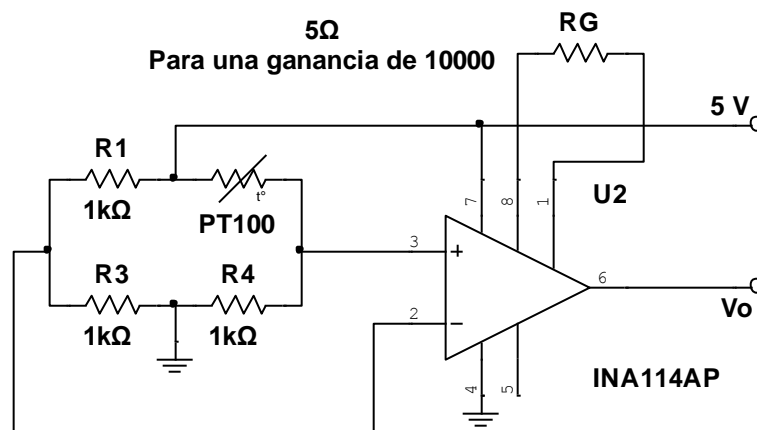 5Ω
RG
Para una ganancia de 10000
5 V
R1
1kΩ
t°
PT100
7
8
1
U2
3
+
R3
1kΩ
R4
1kΩ
2
−
6
Vo
4
5
INA114AP